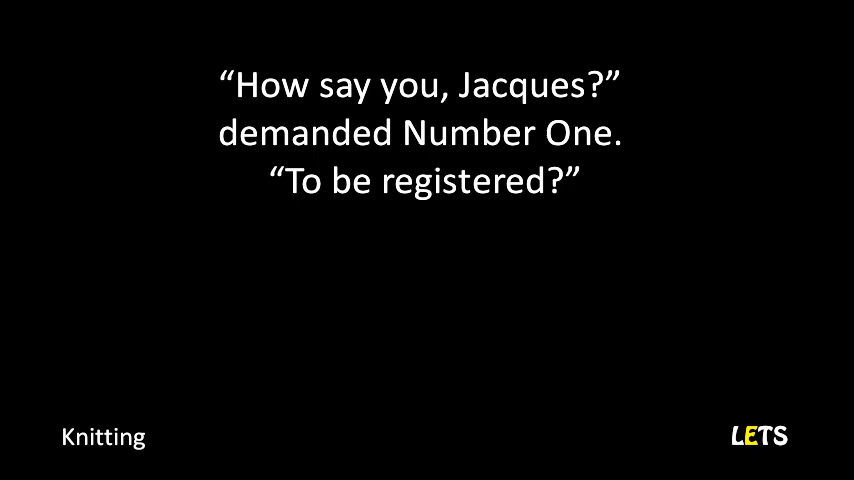 “How say you, Jacques?”
demanded Number One.
“To be registered?”
Knitting
LETS